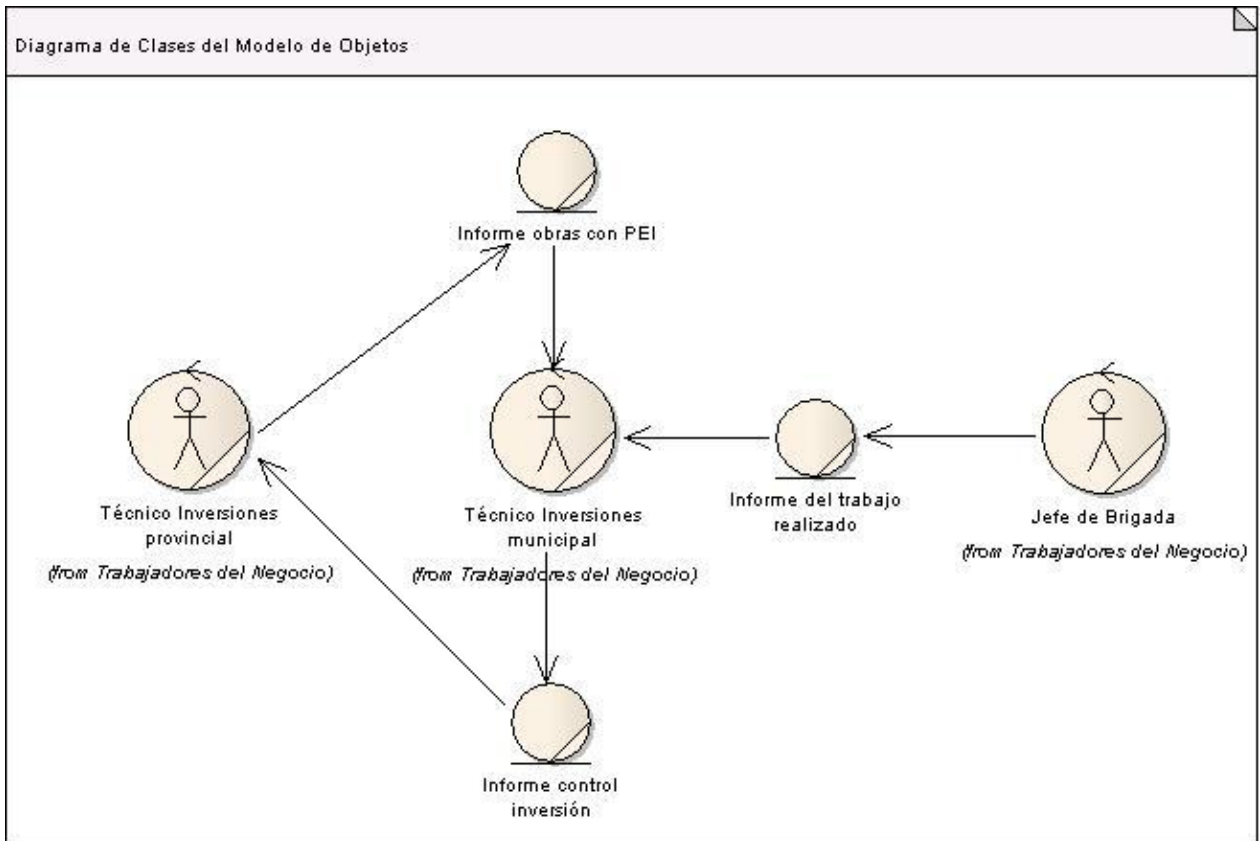 Diagrama de Clases del Modelo de Objetos
Informe obras con PEI
Técnico Inversiones
provincial
(from Trabajadores del Negocio)
Técnico Inversiones
municipal
(from Trabajadores del Negocio)
Informe del trabajo
realizado
Jefe de Brigada
(from Trabajadores del Negocio)
Informe control
inversión